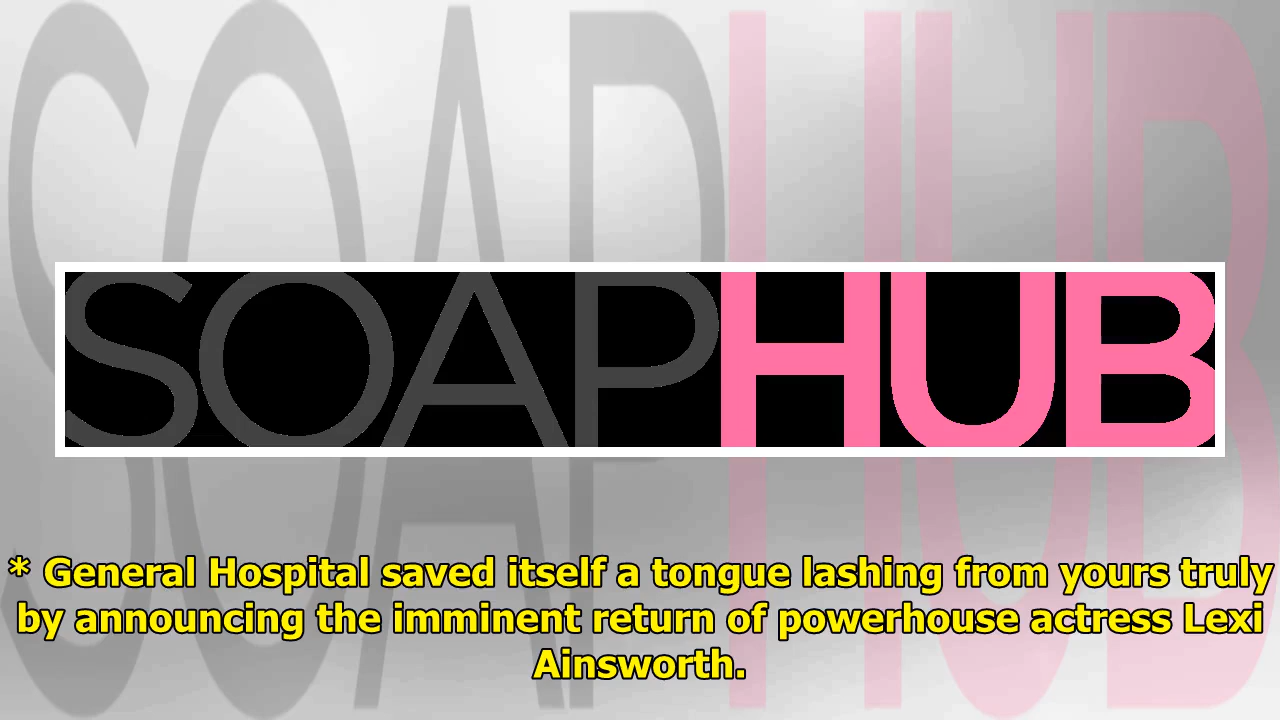 SOAPHUB
SOAPHUB
* General Hospital saved itself a tongue lashing from yours truly
by announcing the imminent return of powerhouse actress Lexi
Ainsworth.